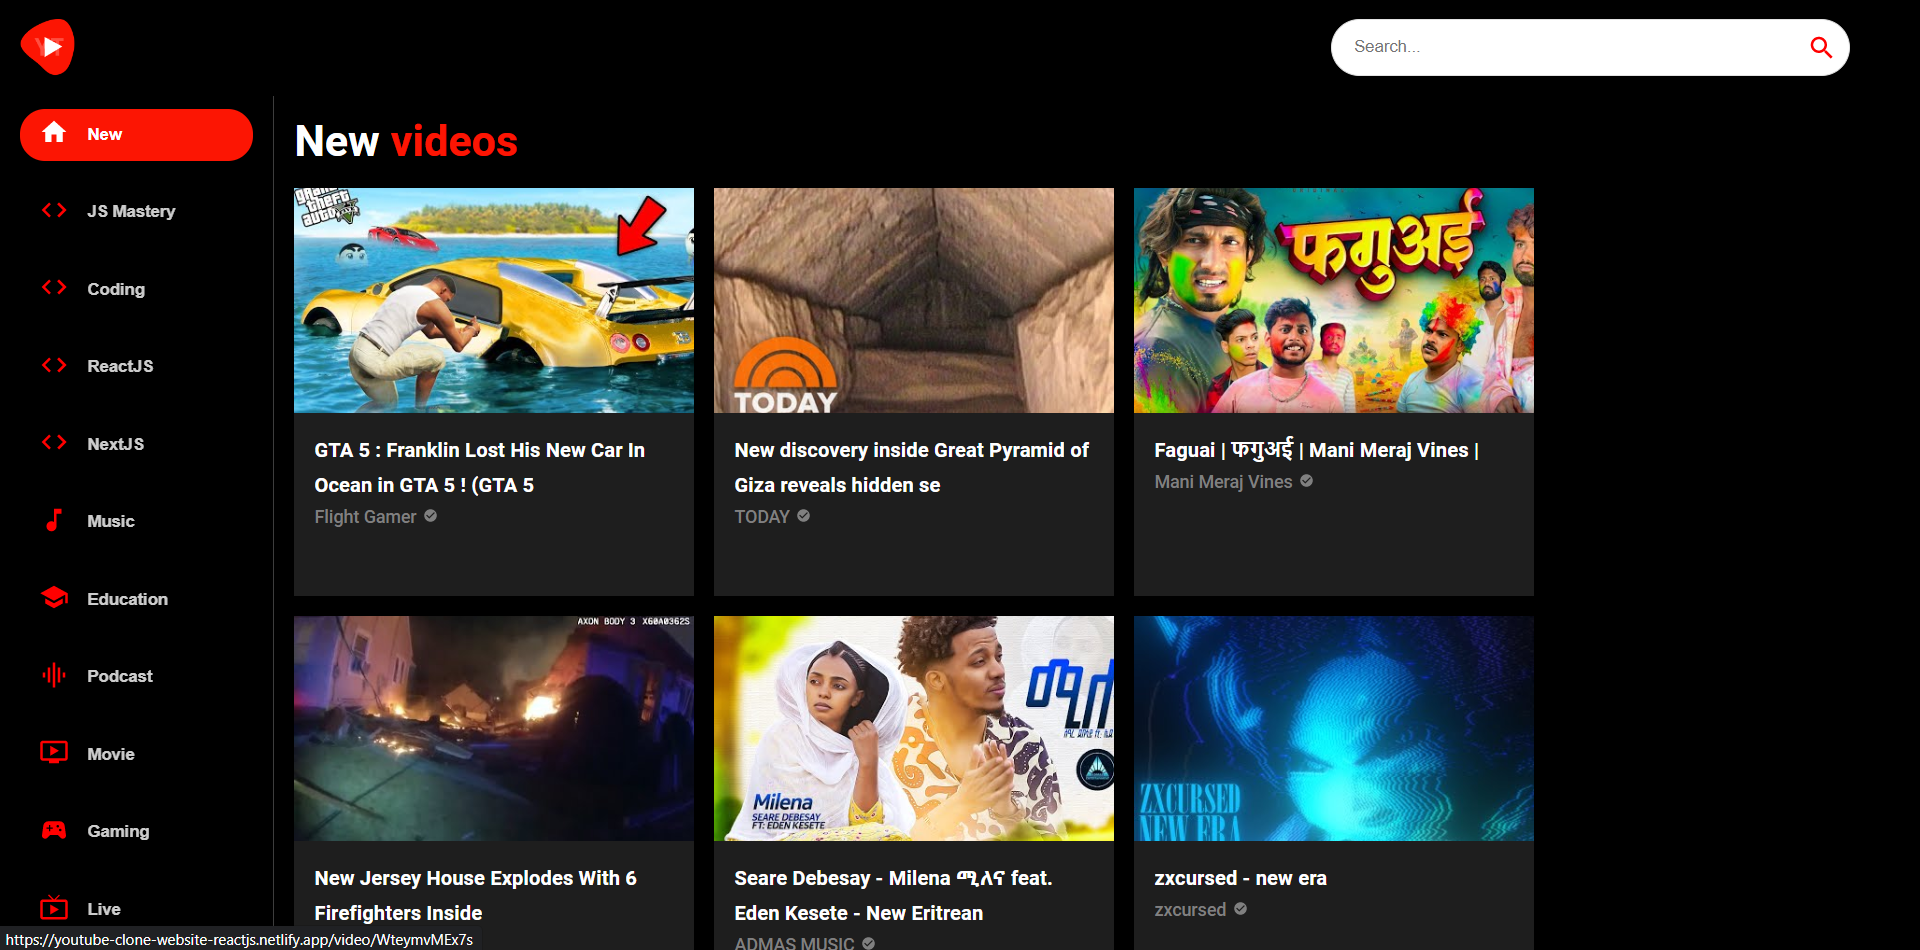 YT
Search...
New
JS Mastery
Coding
ReactJS
NextJS
Music
Education
Podcast
Movie
Gaming
Live
New videos
grand
theft
auto
V
TODAY
फगुअई
GTA 5 : Franklin Lost His New Car In
Ocean in GTA 5 ! (GTA 5
Flight Gamer
New discovery inside Great Pyramid of
Giza reveals hidden se
TODAY
Faguai | फगुअई | Mani Meraj Vines |
Mani Meraj Vines
AXON BODY 3 X60A0362S
Milena
SEARE DEBESAY
FT: EDEN KESETE
ZXCURSED
NEW ERA
New Jersey House Explodes With 6
Firefighters Inside
Seare Debesay - Milena ሚለና feat.
Eden Kesete - New Eritrean
ADMAS MUSIC
zxcursed - new era
zxcursed
https://youtube-clone-website-reactjs.netlify.app/video/WteymvMEx7s